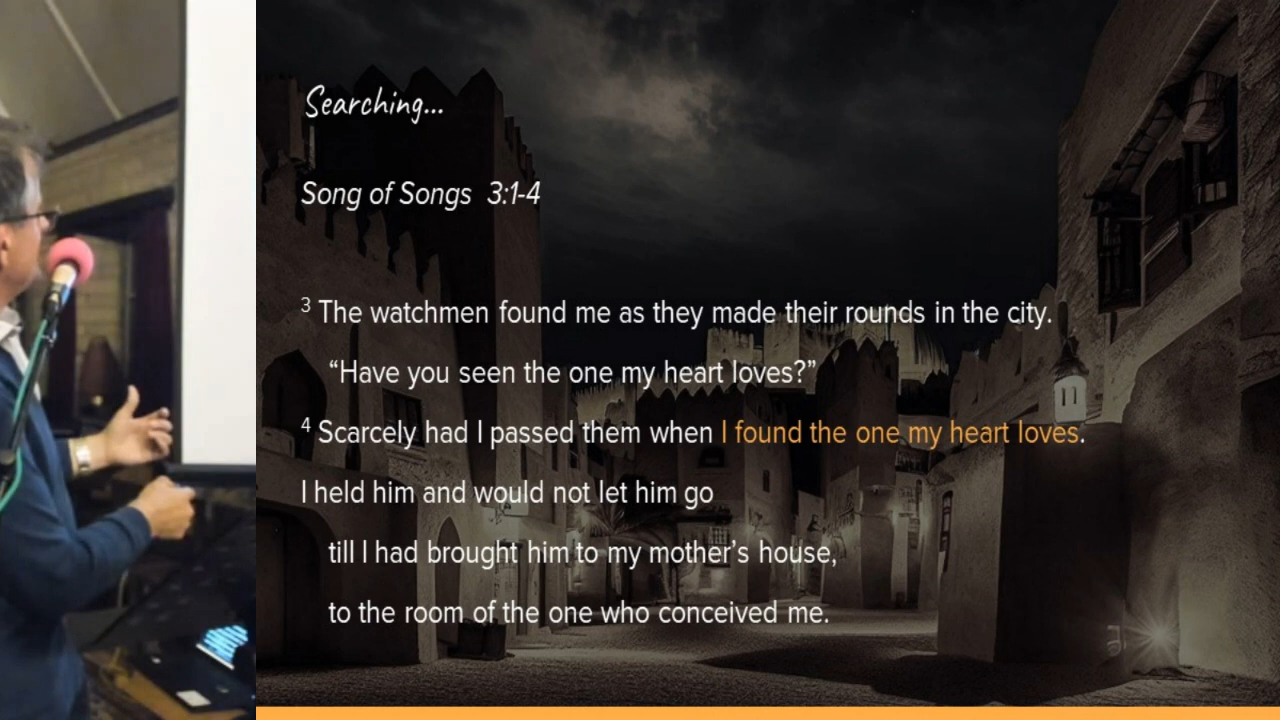 Searching...
Song of Songs 3:1-4
3 The watchmen found me as they made their rounds in the city.
“Have you seen the one my heart loves?”
4 Scarcely had I passed them when I found the one my heart loves.
I held him and would not let him go
till I had brought him to my mother’s house,
to the room of the one who conceived me.